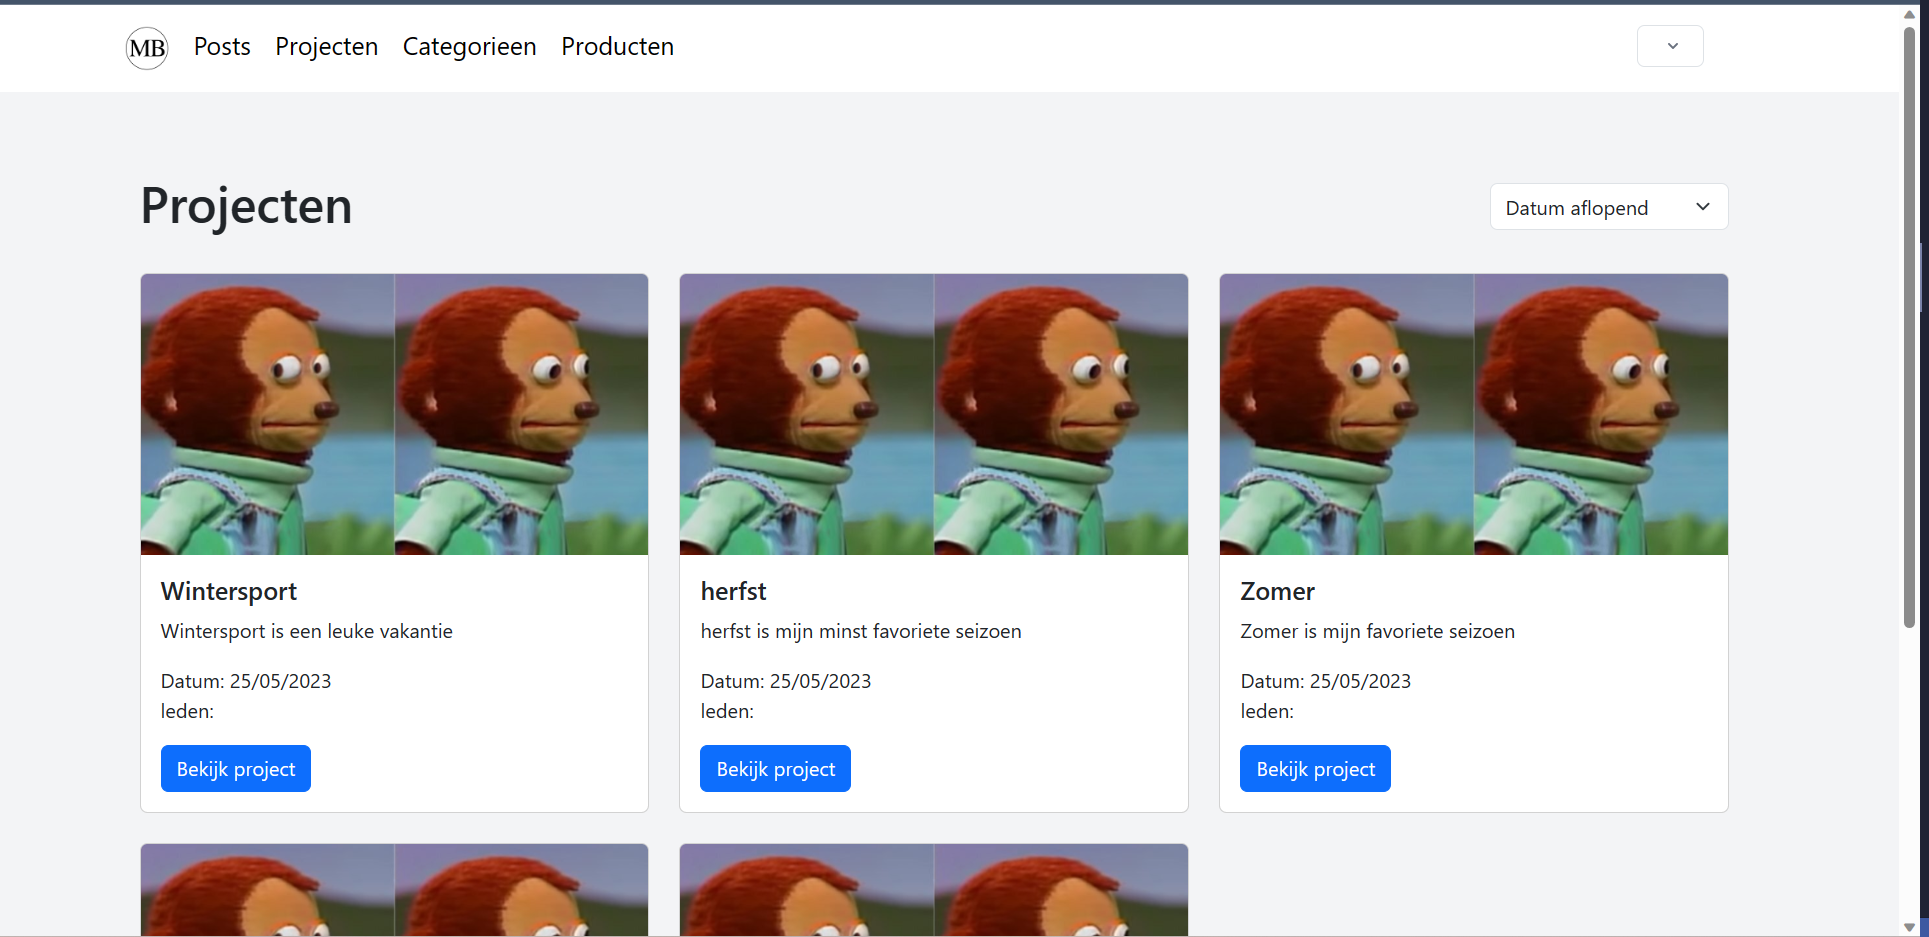 MB Posts Projecten Categorieen Producten
Projecten
Datum aflopend
Wintersport
Wintersport is een leuke vakantie
Datum: 25/05/2023
leden:
Bekijk project
herfst
herfst is mijn minst favoriete seizoen
Datum: 25/05/2023
leden:
Bekijk project
Zomer
Zomer is mijn favoriete seizoen
Datum: 25/05/2023
leden:
Bekijk project